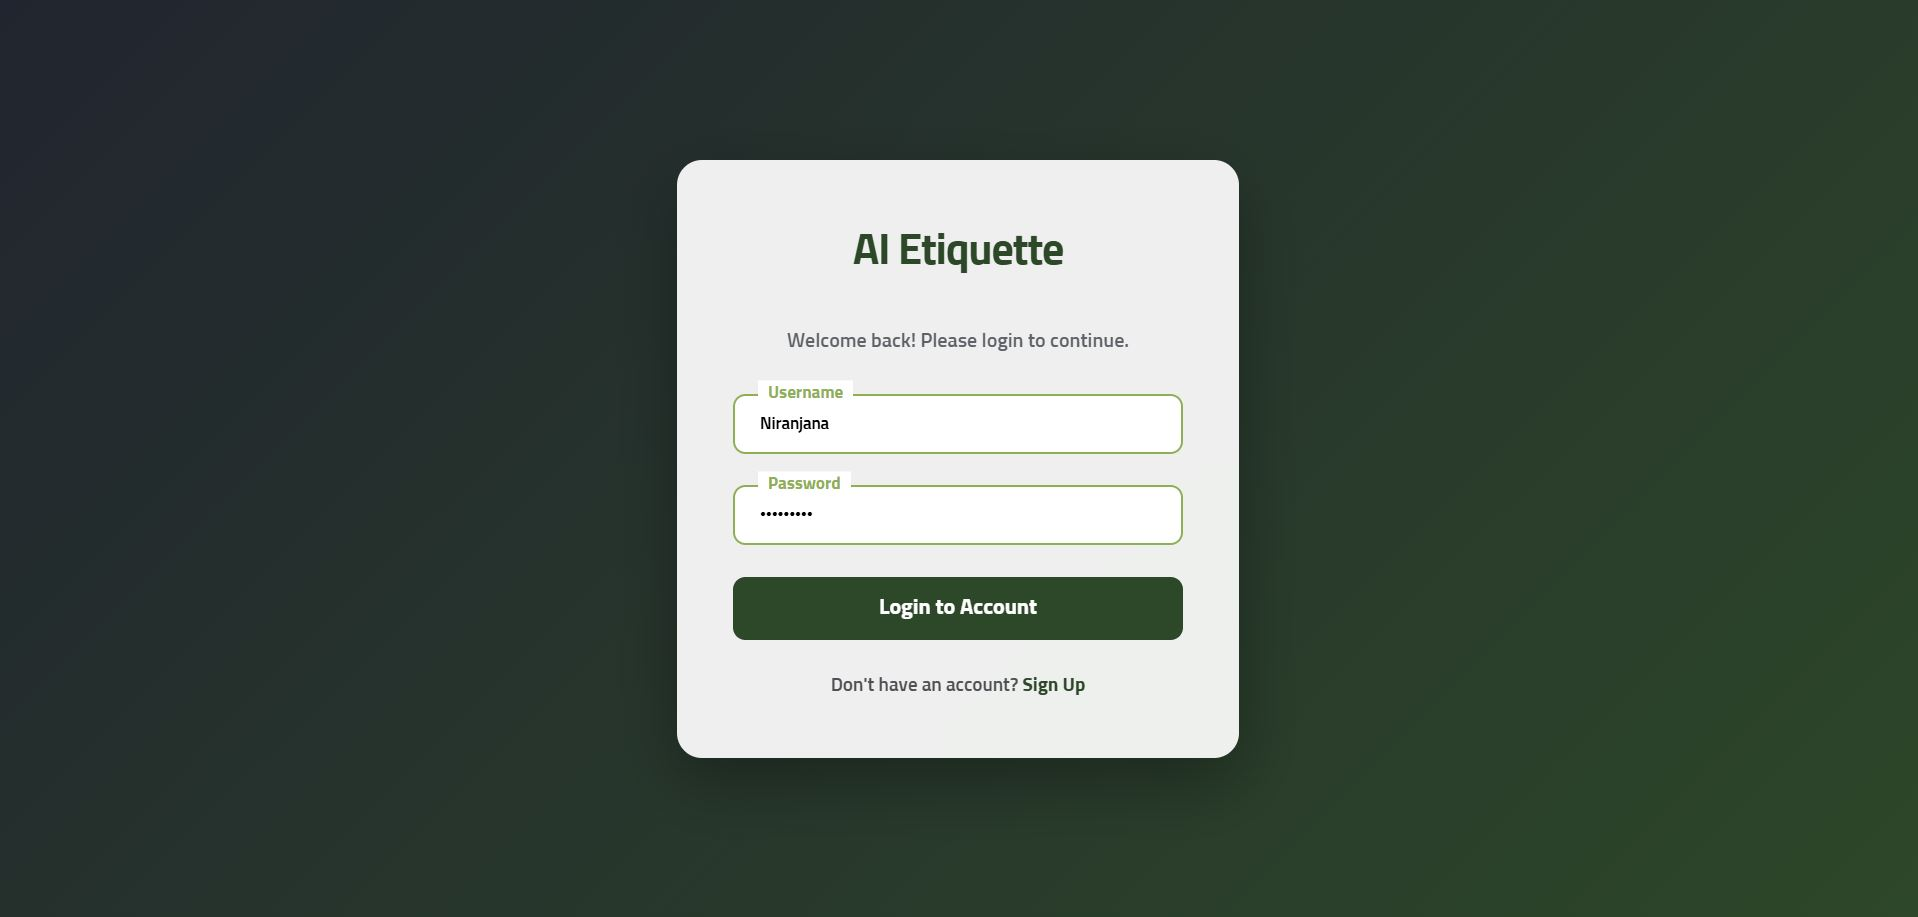 AI Etiquette
Welcome back! Please login to continue.
Username
Niranjana
Password
•••••••••
Login to Account
Don't have an account? Sign Up